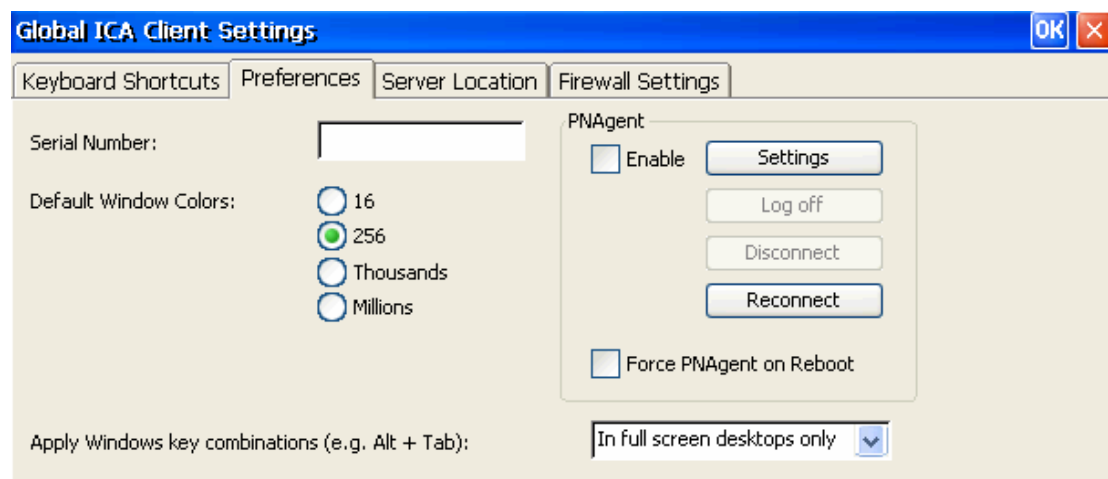 Global ICA Client Settings OK
Keyboard Shortcuts Preferences Server Location Firewall Settings
Serial Number:
Default Window Colors:
16
256
Thousands
Millions
PNAgent
Enable Settings
Log off
Disconnect
Reconnect
Force PNAgent on Reboot
Apply Windows key combinations (e.g. Alt + Tab): In full screen desktops only